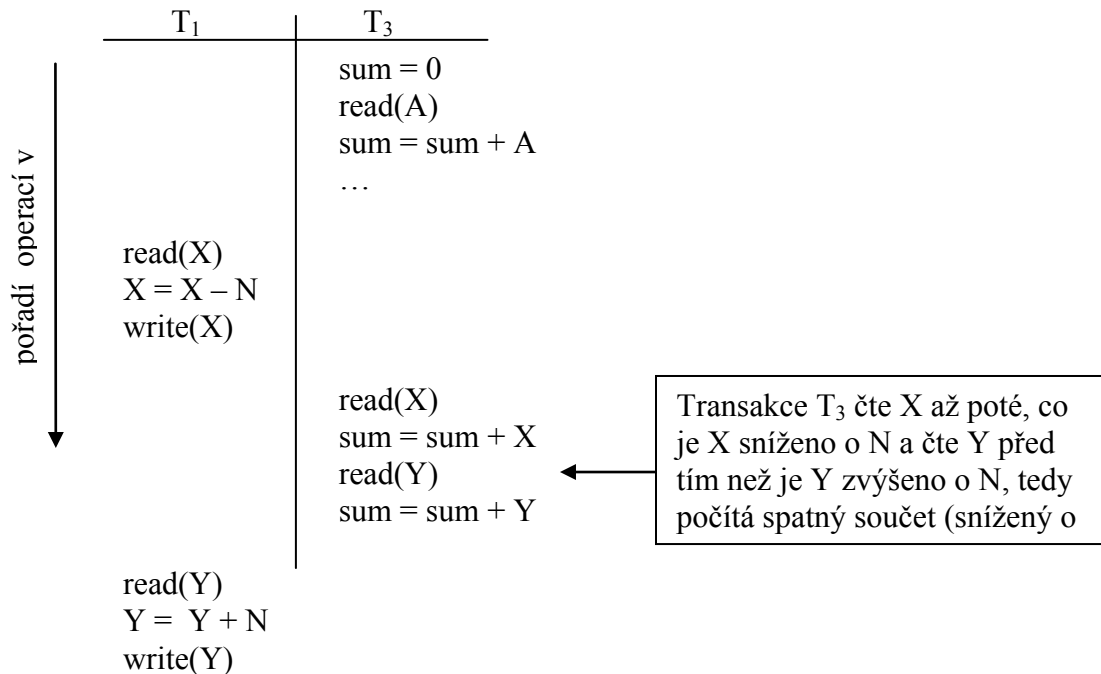 T₁ T₃
sum = 0
read(A)
sum = sum + A
…
pořadí operací v
read(X)
X = X – N
write(X)
read(X)
sum = sum + X
read(Y)
sum = sum + Y
Transakce T₃ čte X až poté, co
je X sníženo o N a čte Y před
tím než je Y zvýšeno o N, tedy
počítá spatný součet (snížený o
read(Y)
Y = Y + N
write(Y)